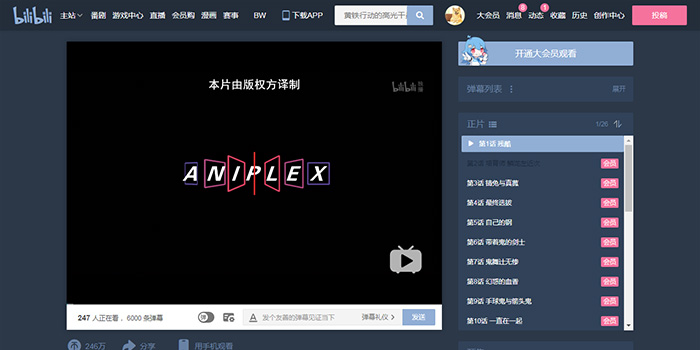 bilibili 主站 番剧 游戏中心 直播 会员购 漫画 赛事 BW 下载APP 黄铁行动的高光千
大会员 消息 动态 收藏 历史 创作中心 投稿
本片由版权方译制
bilibili
ANIPLEX
247 人正在看， 6000 条弹幕
弹 发个友善的弹幕见证当下 弹幕礼仪 > 发送
246万 分享 用手机观看
开通大会员观看
弹幕列表 展开
正片 1/26
第1话 残酷
会员
第3话 锖兔与真菰 会员
第4话 最终选拔 会员
第5话 自己的钢 会员
第6话 带着鬼的剑士 会员
第7话 鬼舞辻无惨 会员
第8话 幻惑的血香 会员
第9话 手球鬼与箭头鬼 会员
第10话 一直在一起 会员